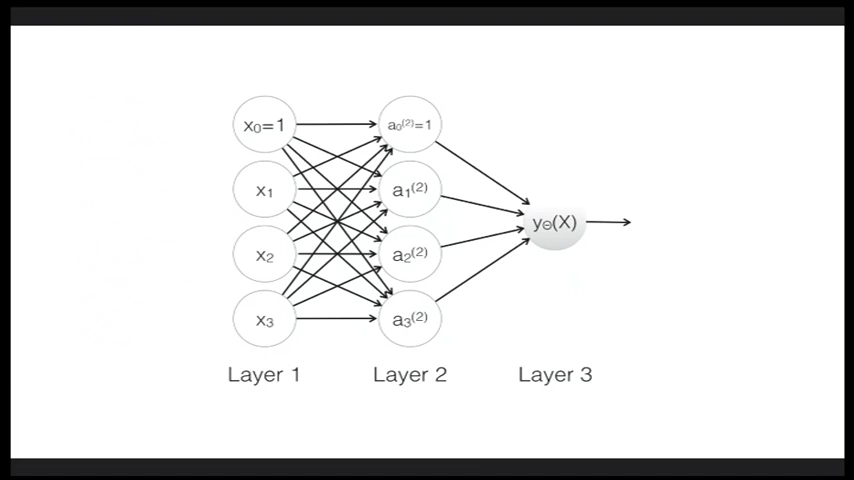 x₀=1
a₀⁽²⁾=1
x₁
a₁⁽²⁾
yΘ(X)
x₂
a₂⁽²⁾
x₃
a₃⁽²⁾
Layer 1
Layer 2
Layer 3